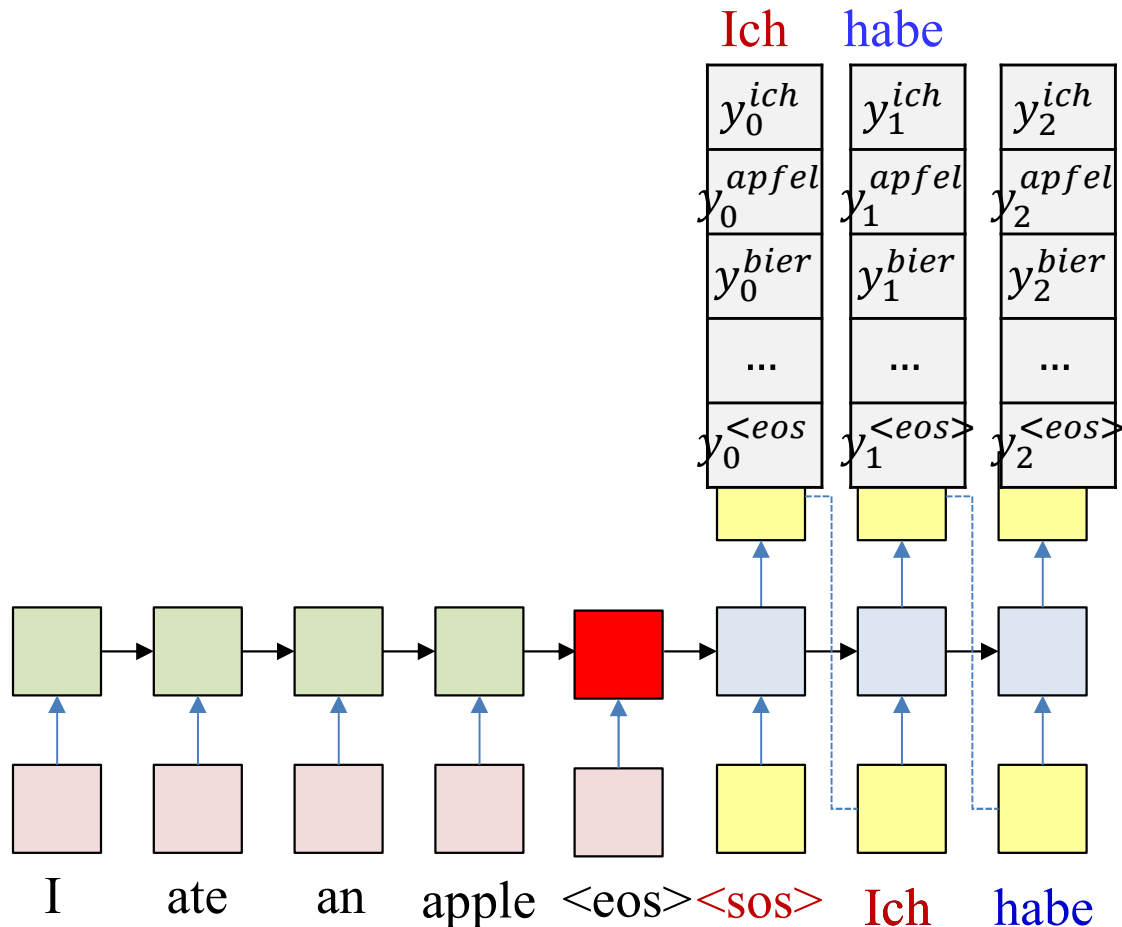 Ich habe
y_0^{ich} y_1^{ich} y_2^{ich}
y_0^{apfel} y_1^{apfel} y_2^{apfel}
y_0^{bier} y_1^{bier} y_2^{bier}
... ... ...
y_0^{<eos} y_1^{<eos>} y_2^{<eos>}
I ate an apple <eos> <sos> Ich habe